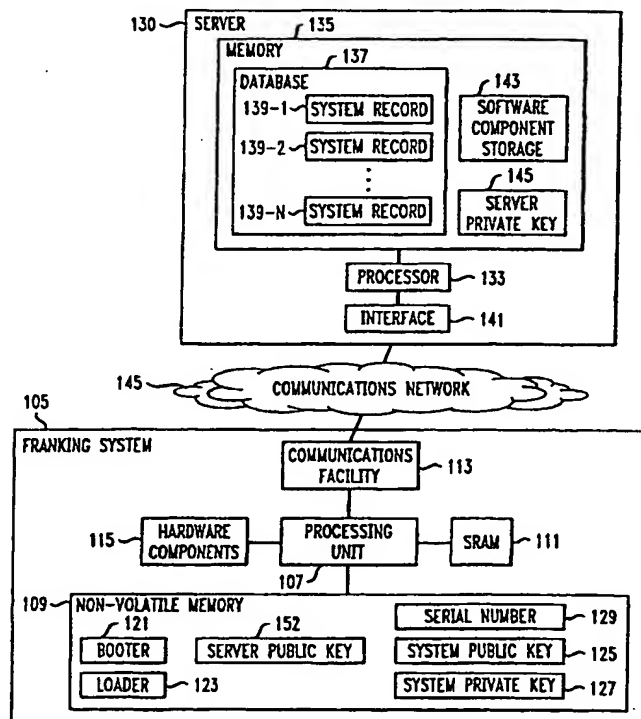 130 SERVER
135
MEMORY
137
DATABASE
139-1 SYSTEM RECORD
143
SOFTWARE COMPONENT STORAGE
139-2 SYSTEM RECORD
145
SERVER PRIVATE KEY
139-N SYSTEM RECORD
PROCESSOR 133
INTERFACE 141
145 COMMUNICATIONS NETWORK
105
FRANKING SYSTEM
COMMUNICATIONS FACILITY 113
115 HARDWARE COMPONENTS
PROCESSING UNIT
107
SRAM 111
109 NON-VOLATILE MEMORY
121
BOOTER
152
SERVER PUBLIC KEY
SERIAL NUMBER 129
SYSTEM PUBLIC KEY 125
LOADER 123
SYSTEM PRIVATE KEY 127